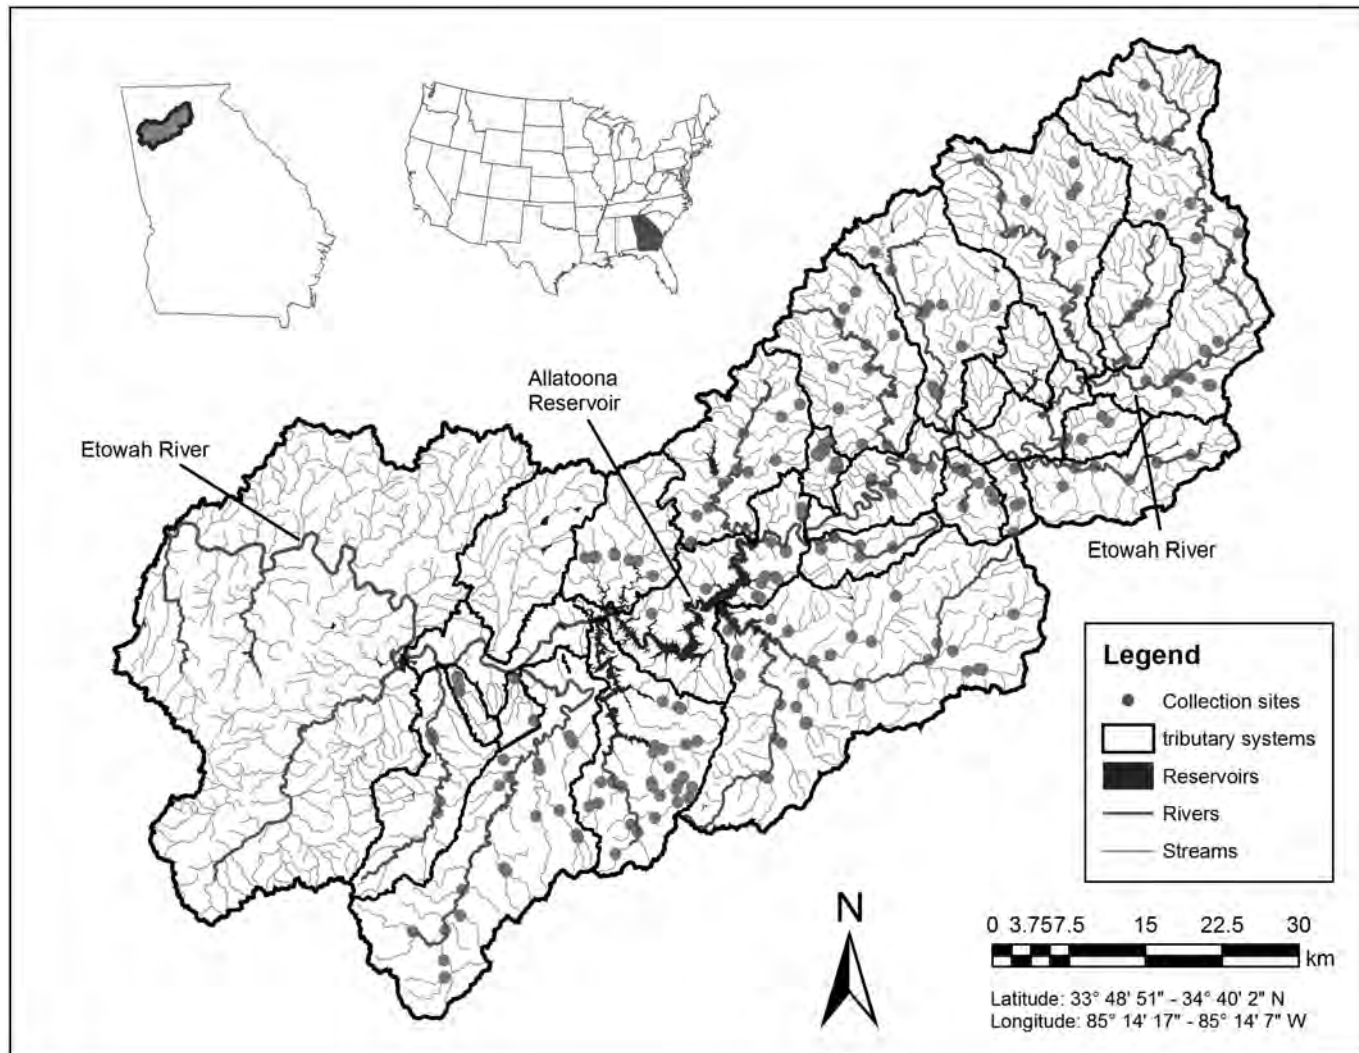 Allatoona
Reservoir
Etowah River
Etowah River
Legend
Collection sites
tributary systems
Reservoirs
Rivers
Streams
N
0 3.757.5 15 22.5 30
km
Latitude: 33° 48' 51" - 34° 40' 2" N
Longitude: 85° 14' 17" - 85° 14' 7" W